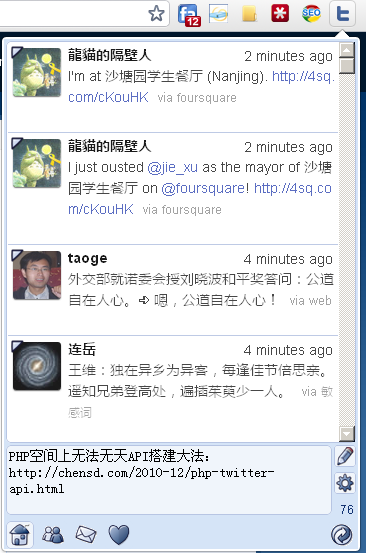 12
SEO
龍貓的隔壁人 2 minutes ago
I'm at 沙塘园学生餐厅 (Nanjing). http://4sq.
com/cKouHK via foursquare
龍貓的隔壁人 2 minutes ago
I just ousted @jie_xu as the mayor of 沙塘
园学生餐厅 on @foursquare! http://4sq.co
m/cKouHK via foursquare
taoge 4 minutes ago
外交部就诺委会授刘晓波和平奖答问：公道
自在人心。➪ 嗯，公道自在人心！ via web
连岳 4 minutes ago
王维：独在异乡为异客，每逢佳节倍思亲。
遥知兄弟登高处，遍插茱萸少一人。 via 敏
感词
PHP空间上无法无天API搭建大法：
http://chensd.com/2010-12/php-twitter-
api.html
76